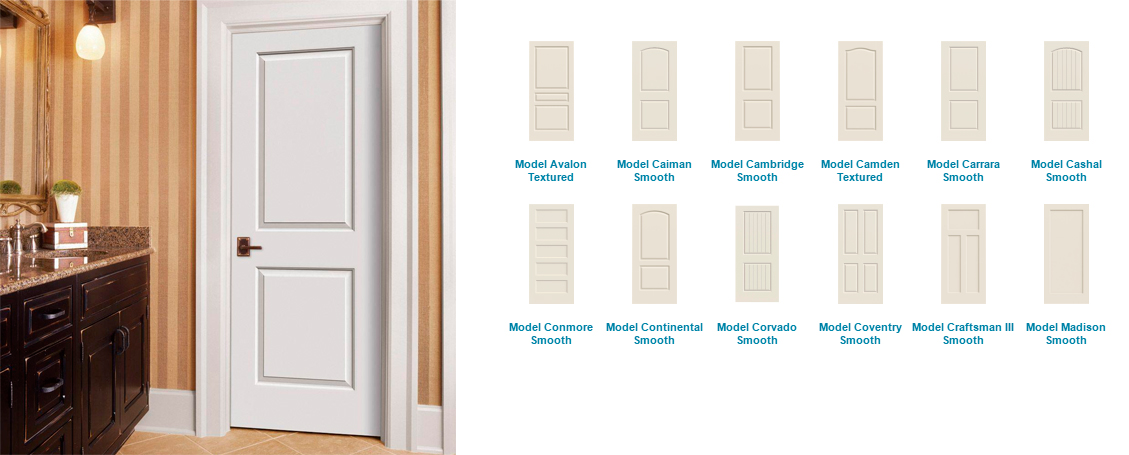 Model Avalon
Textured
Model Caiman
Smooth
Model Cambridge
Smooth
Model Camden
Textured
Model Carrara
Smooth
Model Cashal
Smooth
Model Conmore
Smooth
Model Continental
Smooth
Model Corvado
Smooth
Model Coventry
Smooth
Model Craftsman III
Smooth
Model Madison
Smooth